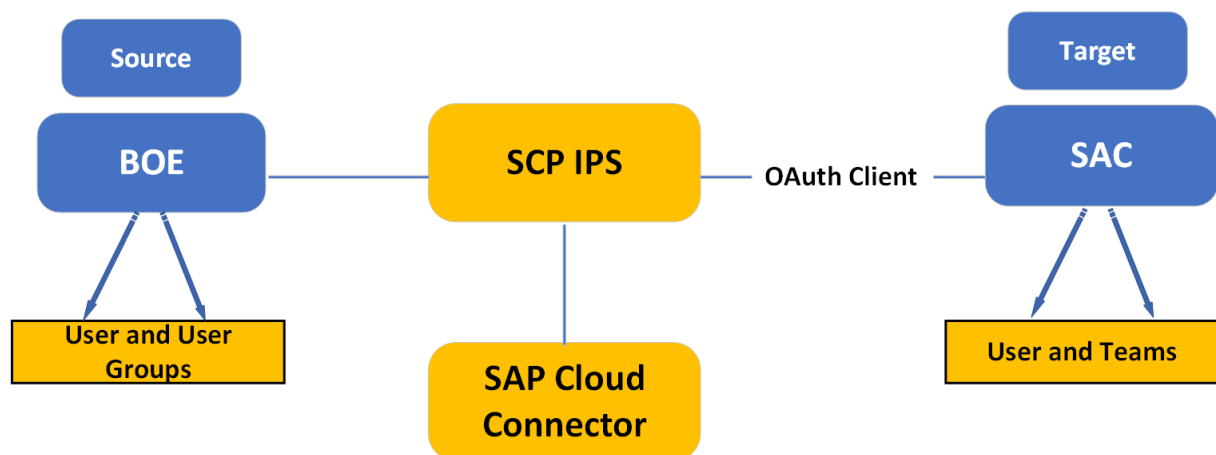 Source
Target
BOE
SCP IPS
OAuth Client
SAC
User and User
Groups
User and Teams
SAP Cloud
Connector